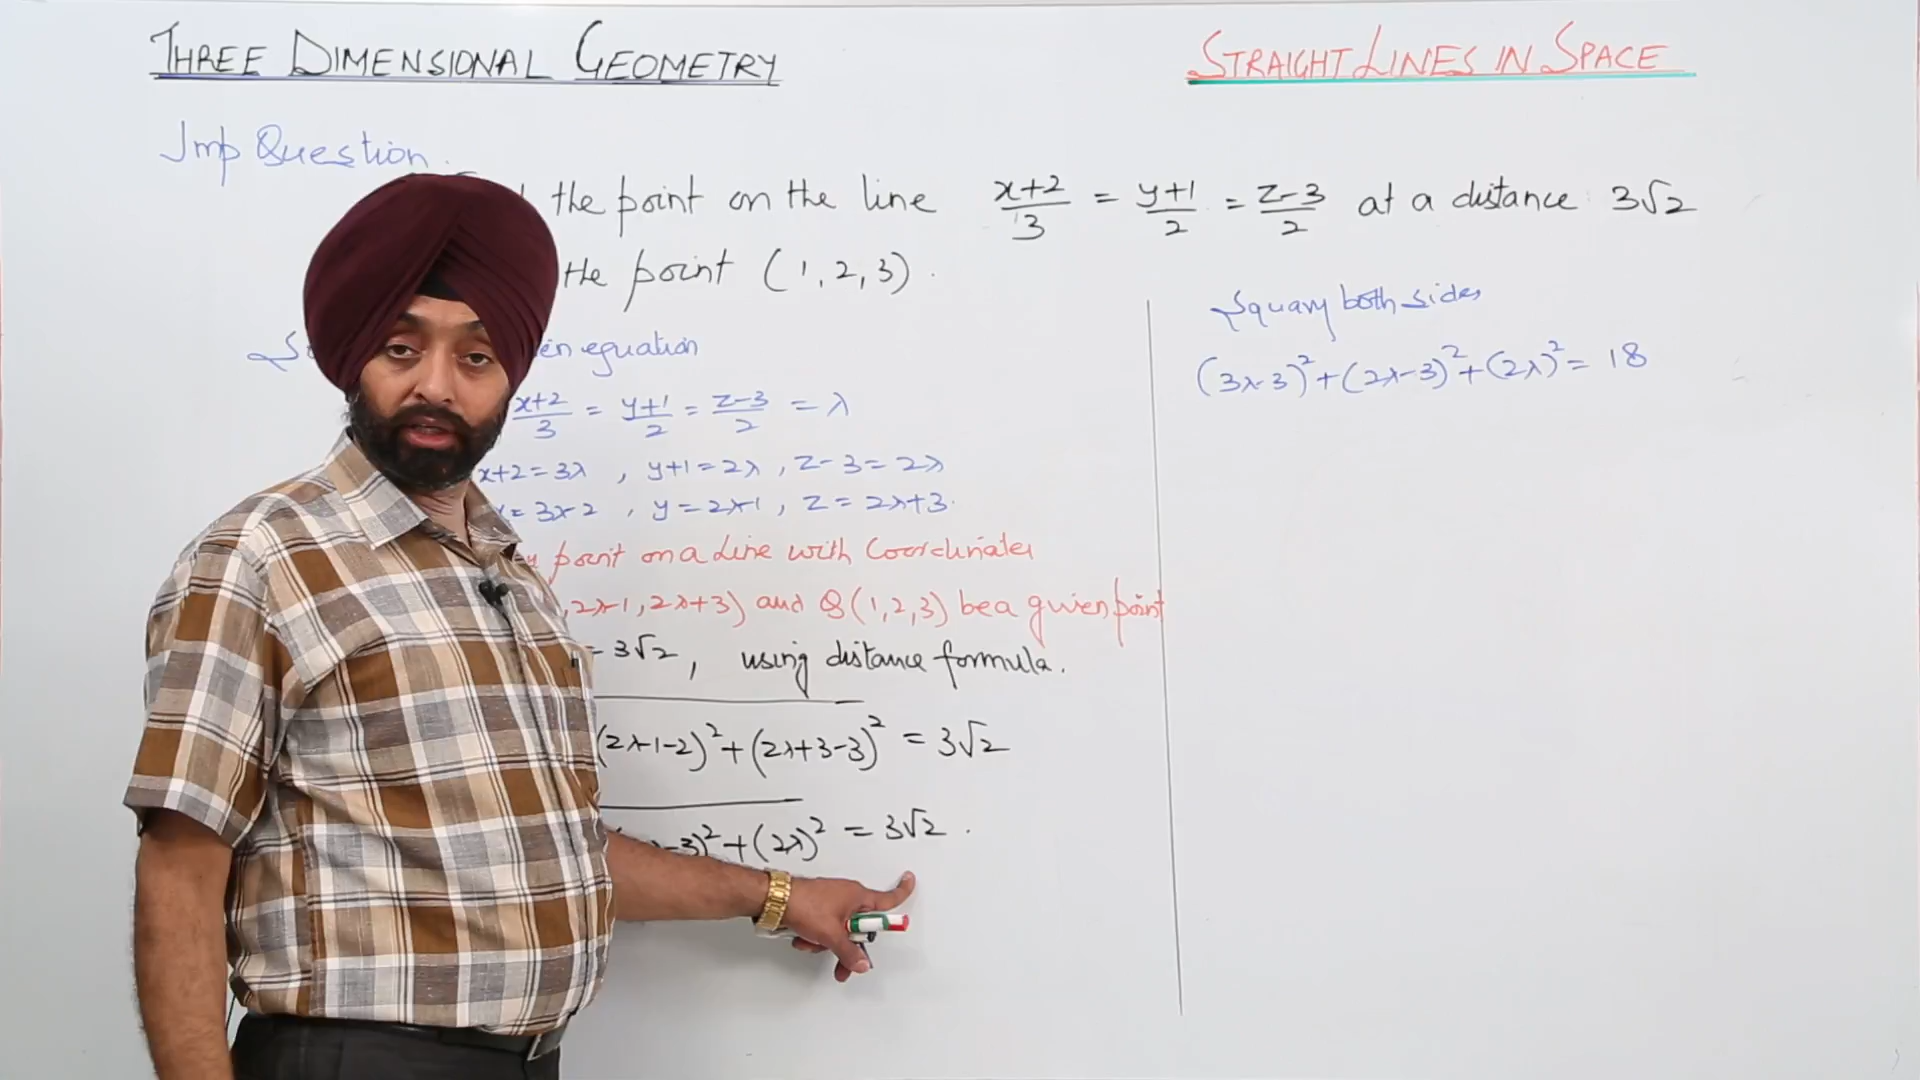 THREE DIMENSIONAL GEOMETRY
STRAIGHT LINES IN SPACE
Imp Question.
the point on the line (x+2)/3 = (y+1)/2 = (z-3)/2 at a distance 3√2
the point (1, 2, 3).
equation
(x+2)/3 = (y+1)/2 = (z-3)/2 = λ
x+2=3λ , y+1=2λ , z-3=2λ
= 3λ-2 , y=2λ-1 , z=2λ+3.
point on a Line with Coordinates
, 2λ-1, 2λ+3) and Q(1,2,3) be a given point
= 3√2 , using distance formula.
(2λ-1-2)²+(2λ+3-3)² = 3√2
-3)²+(2λ)² = 3√2 .
Squaring both sides
(3λ-3)²+(2λ-3)²+(2λ)² = 18